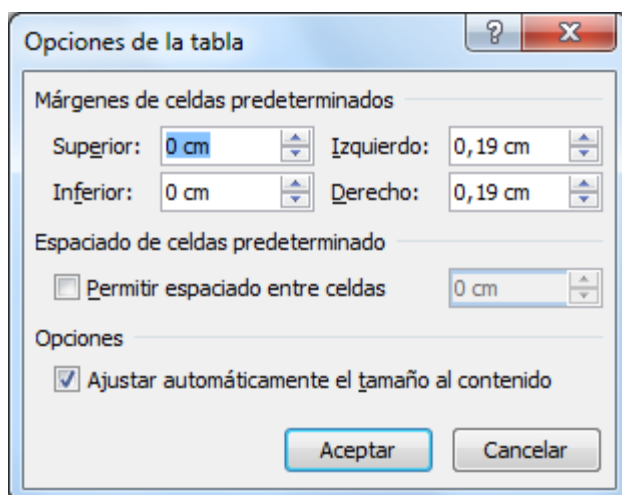 Opciones de la tabla
Márgenes de celdas predeterminados
Superior: 0 cm Izquierdo: 0,19 cm
Inferior: 0 cm Derecho: 0,19 cm
Espaciado de celdas predeterminado
Permitir espaciado entre celdas 0 cm
Opciones
Ajustar automáticamente el tamaño al contenido
Aceptar Cancelar